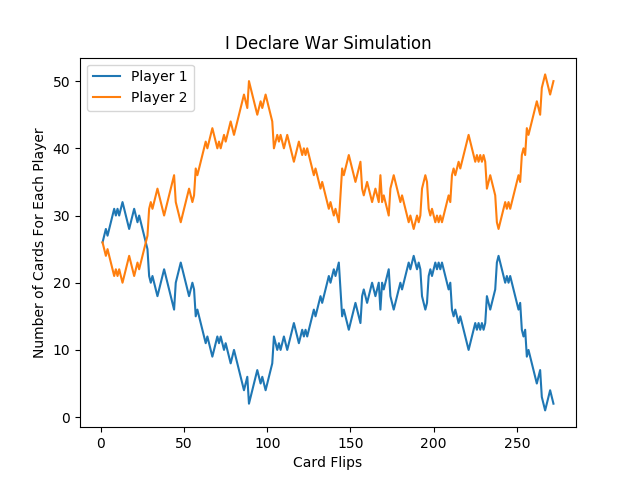 I Declare War Simulation
Player 1
Player 2
Number of Cards For Each Player
50
40
30
20
10
0
0 50 100 150 200 250
Card Flips